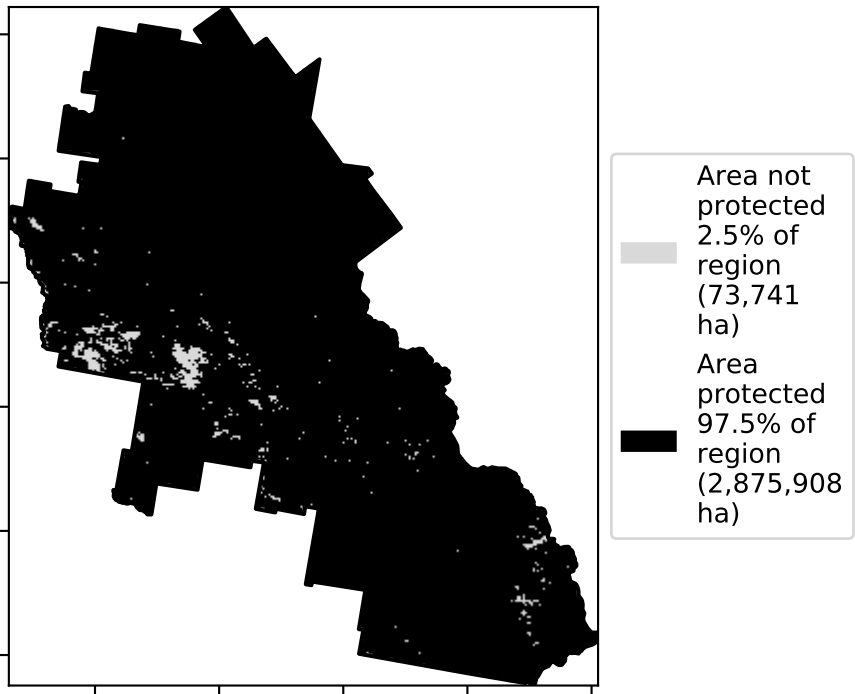 Area not
protected
2.5% of
region
(73,741
ha)
Area
protected
97.5% of
region
(2,875,908
ha)